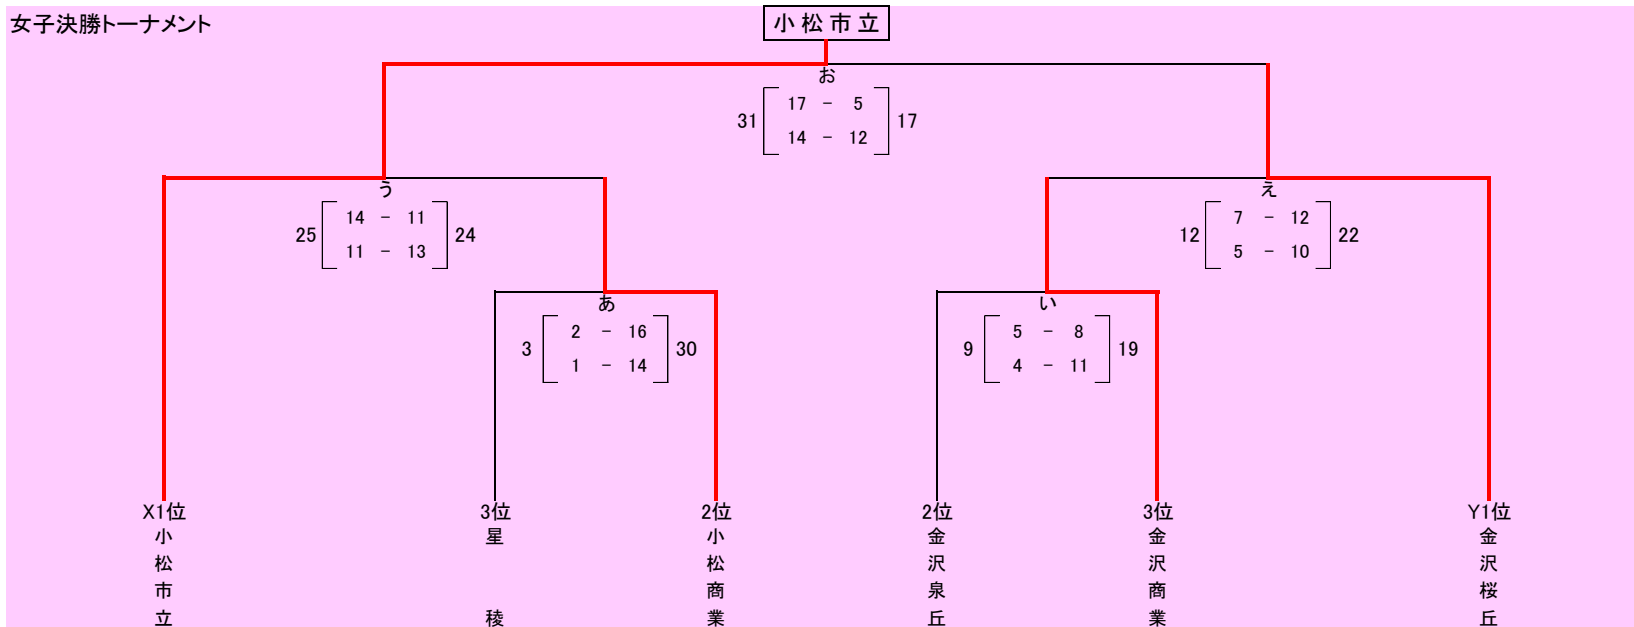 女子決勝トーナメント
小松市立
お
31 17 - 5 17
14 - 12
う
え
25 14 - 11 24
11 - 13
12 7 - 12 22
5 - 10
あ
い
3 2 - 16 30
1 - 14
9 5 - 8 19
4 - 11
X1位
小松市立
3位
星稜
2位
小松商業
2位
金沢泉丘
3位
金沢商業
Y1位
金沢桜丘